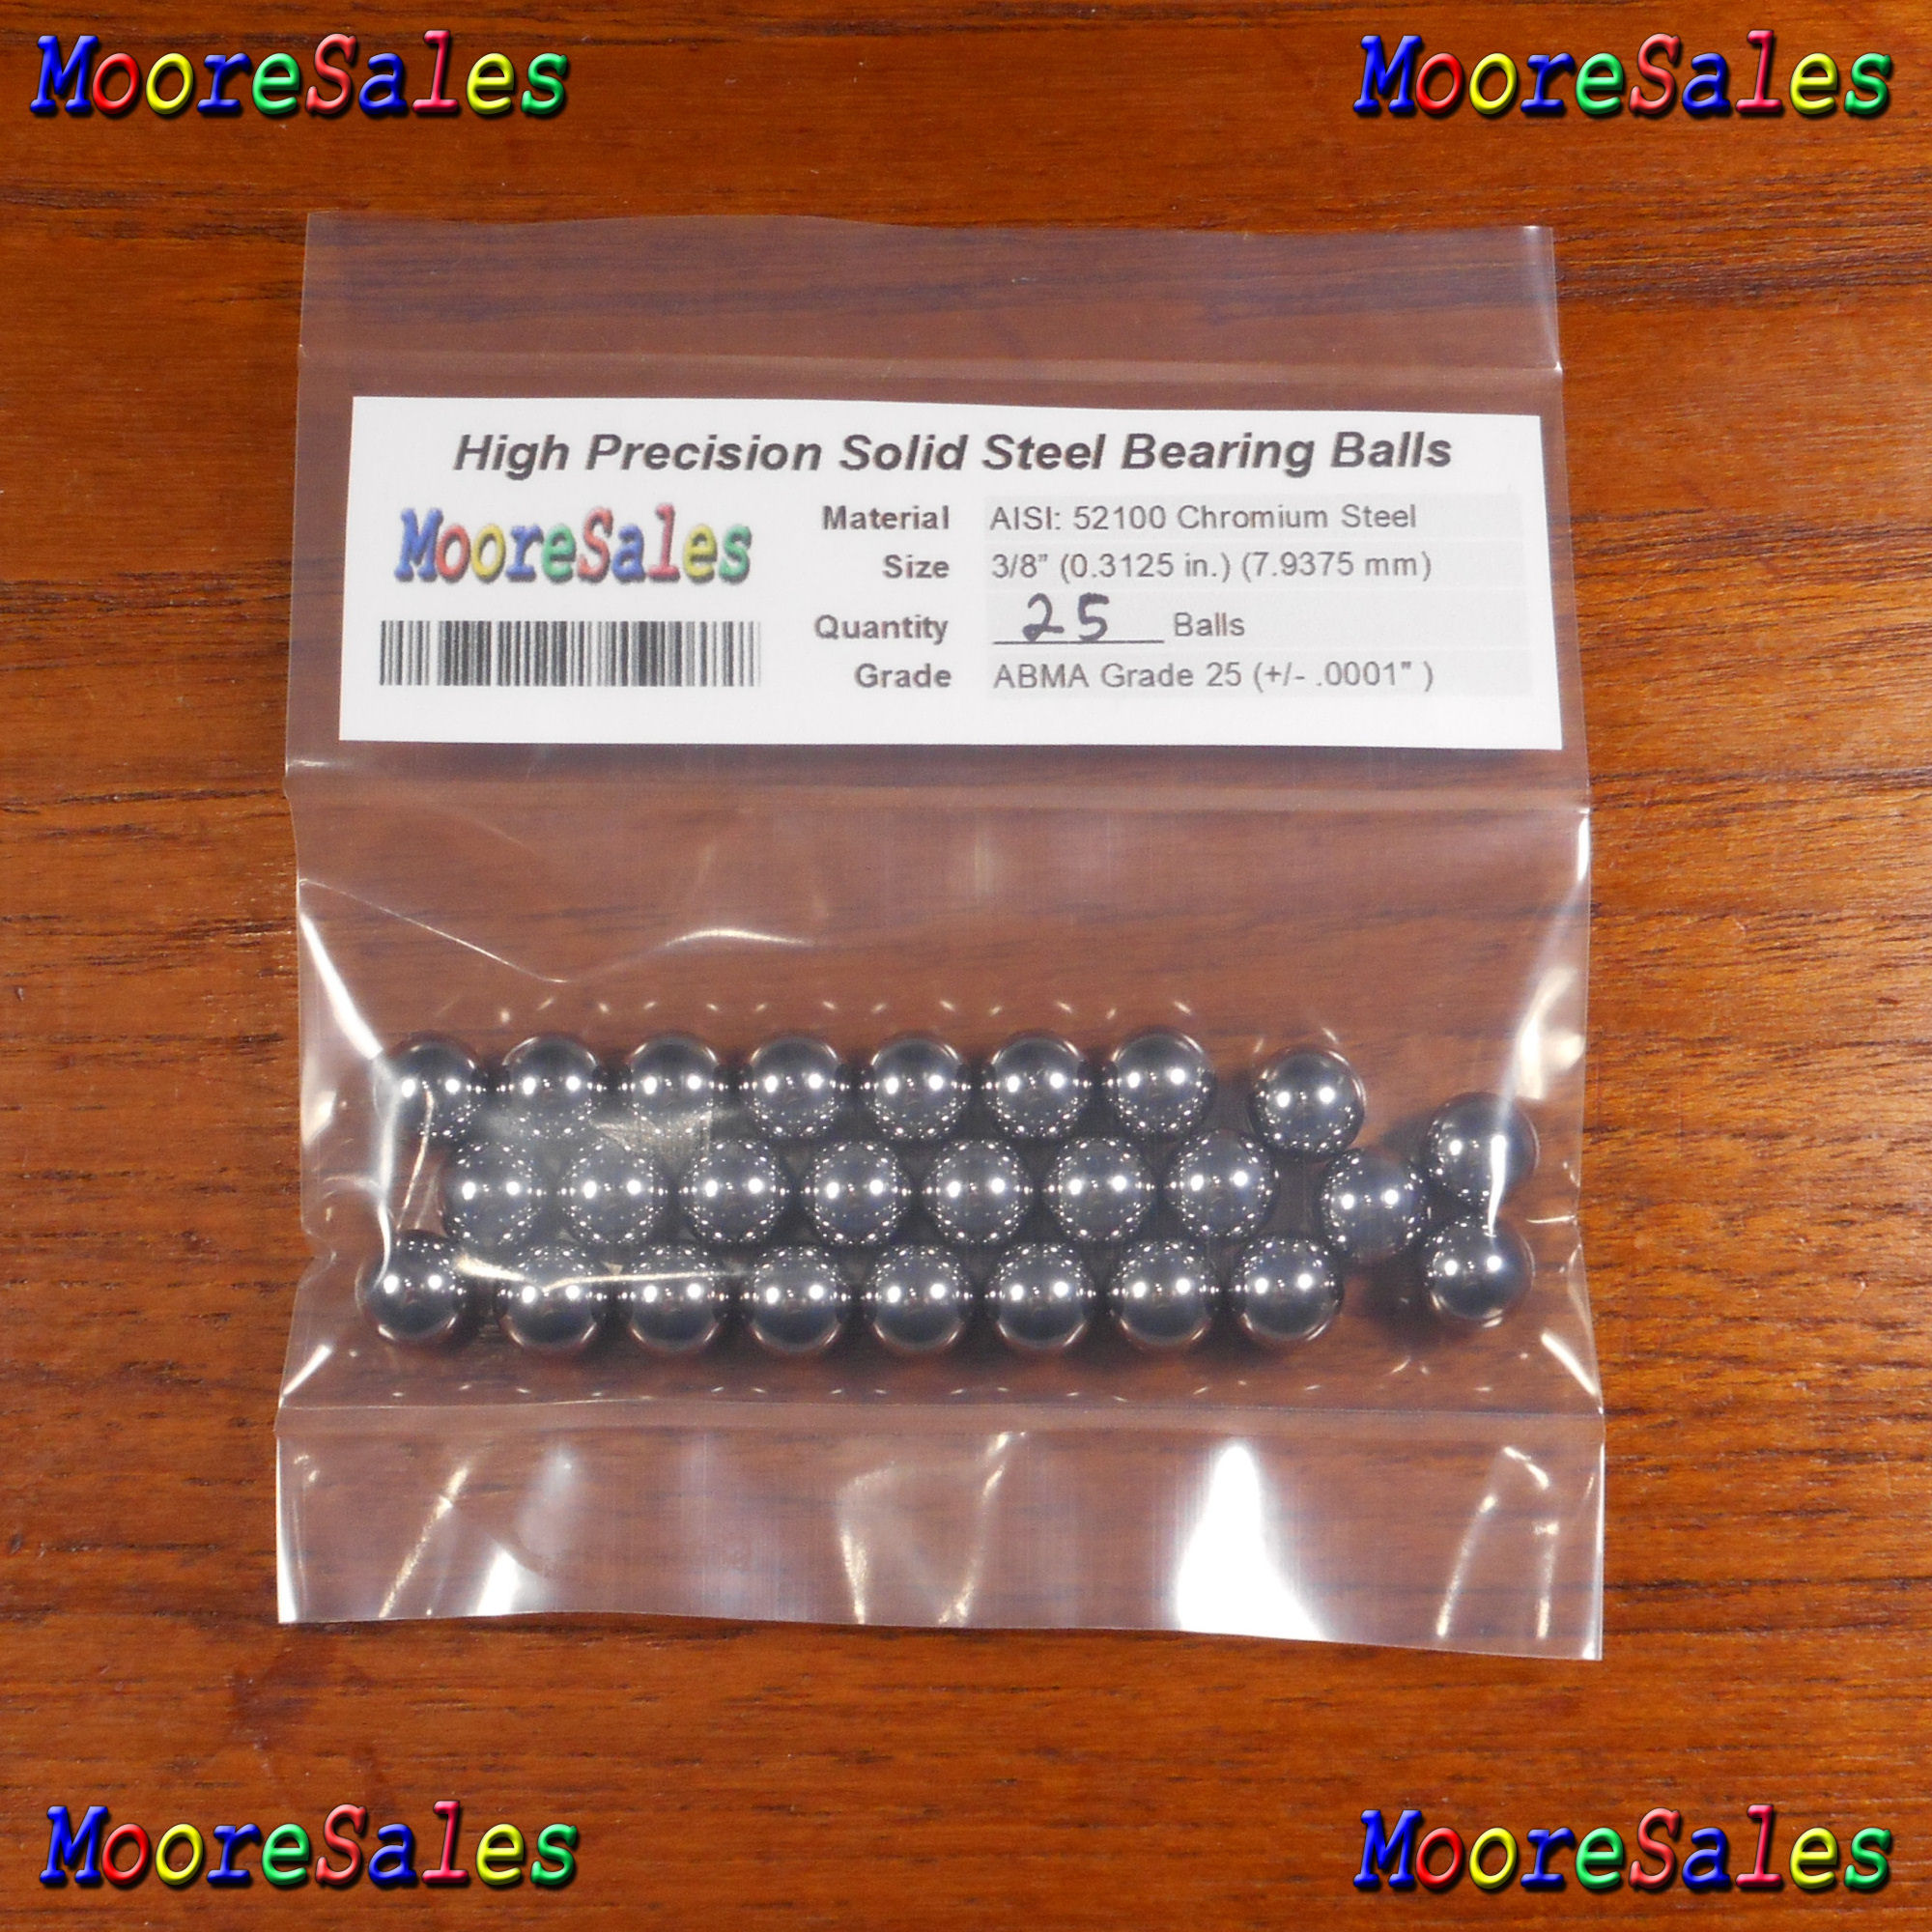 MooreSales MooreSales
High Precision Solid Steel Bearing Balls
MooreSales
Material AISI: 52100 Chromium Steel
Size 3/8” (0.3125 in.) (7.9375 mm)
Quantity 25 Balls
Grade ABMA Grade 25 (+/- .0001" )
MooreSales MooreSales